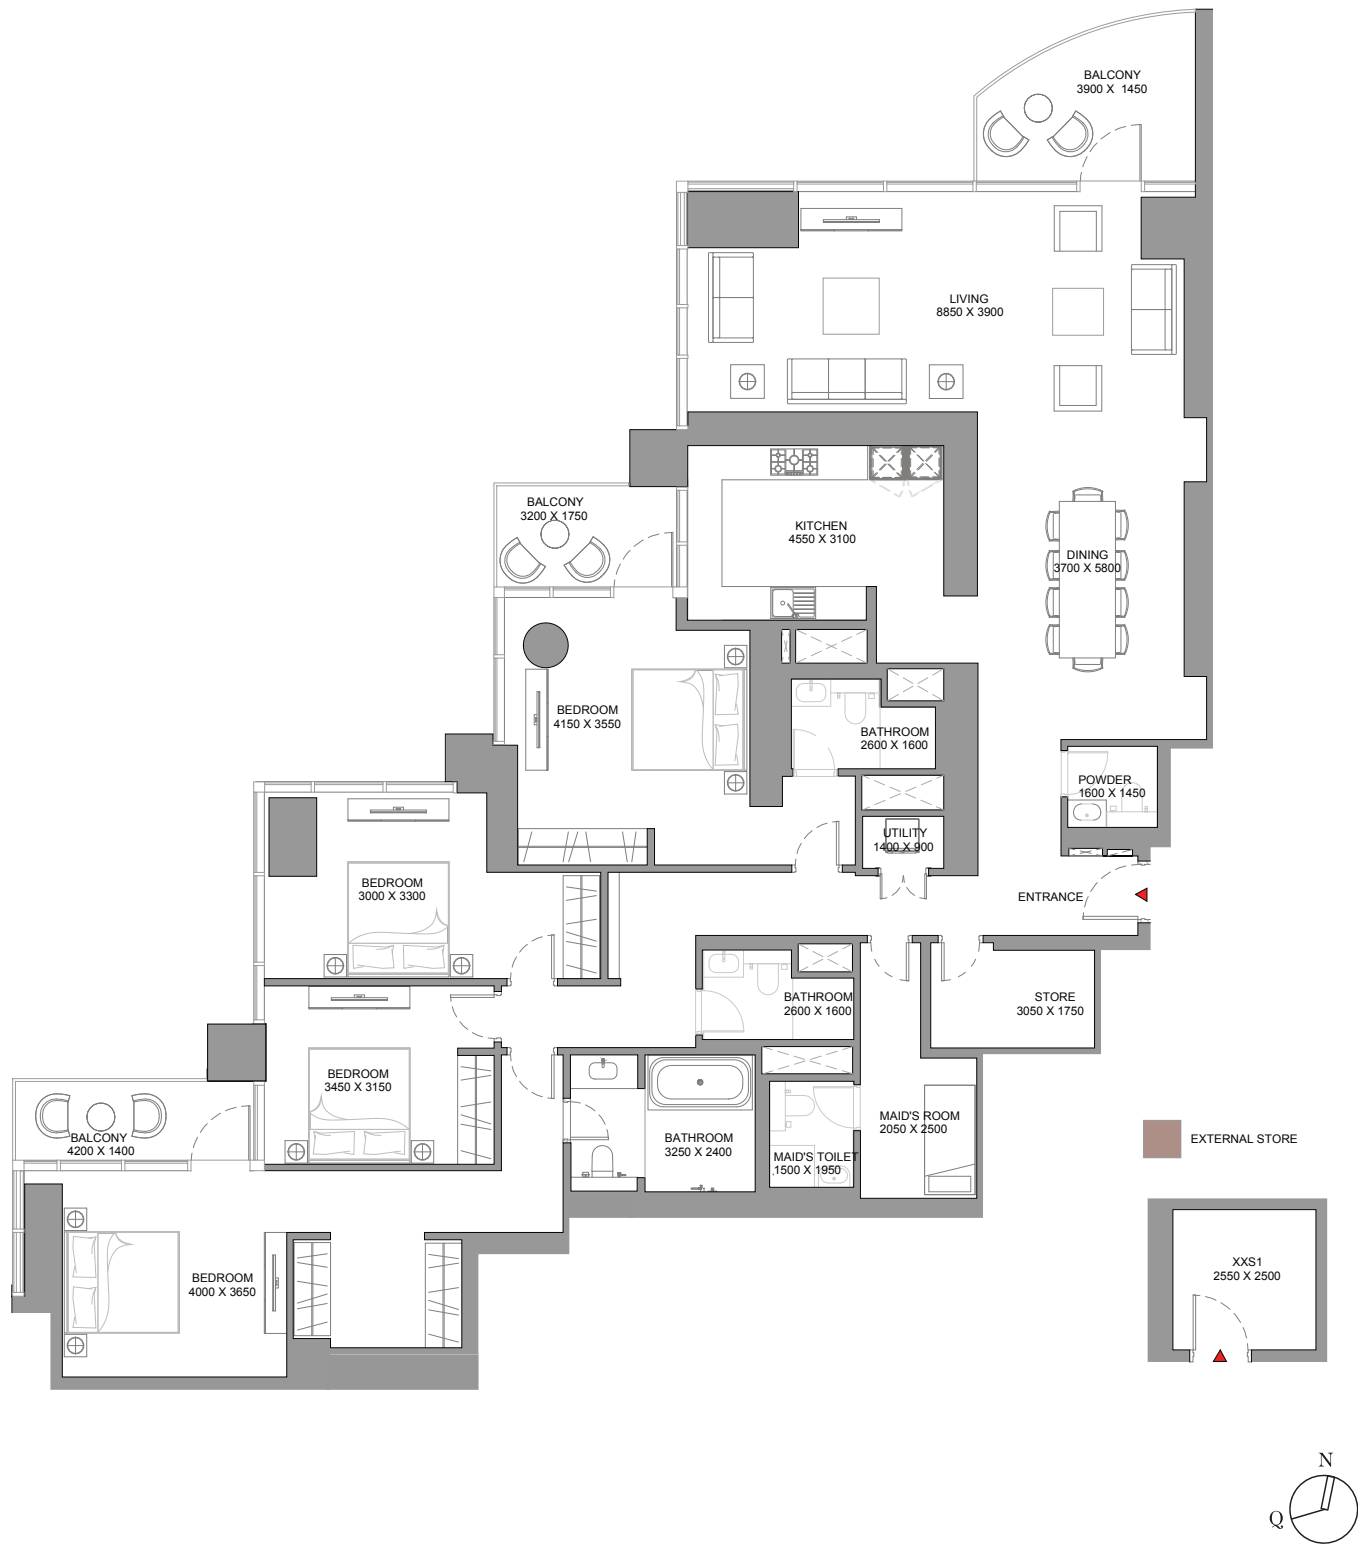 BALCONY
3900 X 1450
LIVING
8850 X 3900
BALCONY
3200 X 1750
KITCHEN
4550 X 3100
DINING
3700 X 5800
BEDROOM
4150 X 3550
BATHROOM
2600 X 1600
POWDER
1600 X 1450
UTILITY
1400 X 900
BEDROOM
3000 X 3300
ENTRANCE
BATHROOM
2600 X 1600
STORE
3050 X 1750
BEDROOM
3450 X 3150
MAID'S ROOM
2050 X 2500
BALCONY
4200 X 1400
BATHROOM
3250 X 2400
MAID'S TOILET
1500 X 1950
EXTERNAL STORE
BEDROOM
4000 X 3650
XXS1
2550 X 2500
N
Q